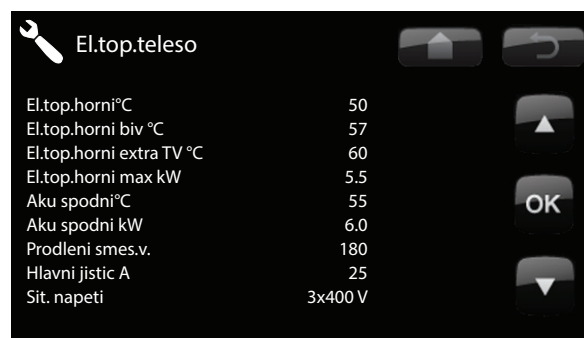 El.top.teleso
El.top.horni°C 50
El.top.horni biv °C 57
El.top.horni extra TV °C 60
El.top.horni max kW 5.5
Aku spodni°C 55
Aku spodni kW 6.0
Prodleni smes.v. 180
Hlavni jistic A 25
Sit. napeti 3x400 V
OK